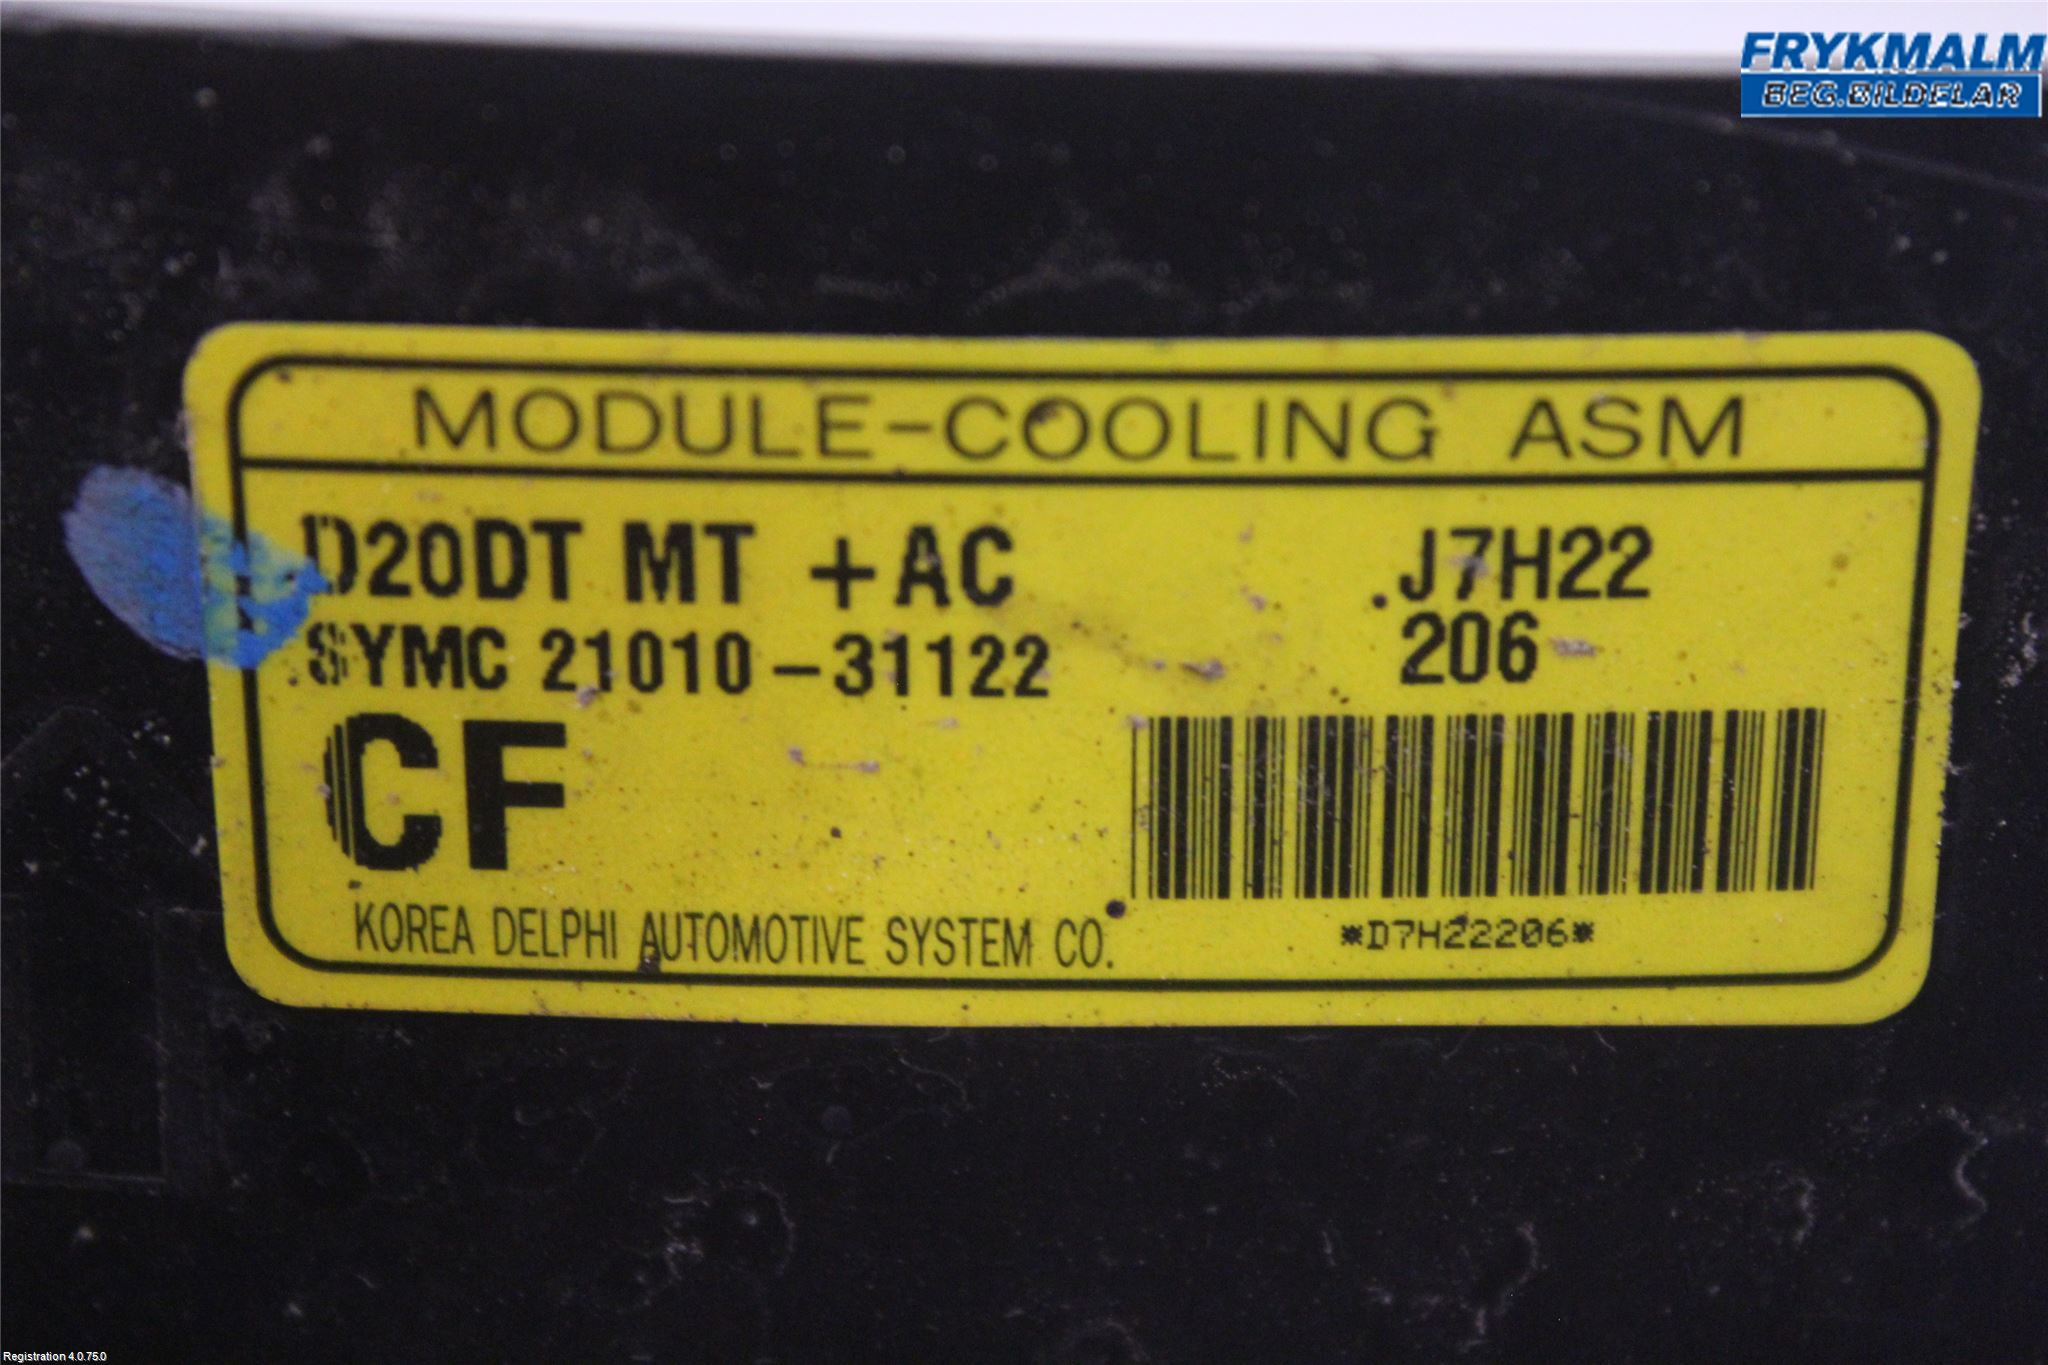 FRYKMALM
BEG.BILDELAR
MODULE-COOLING ASM
D20DT MT +AC
J7H22
SYMC 21010-31122
206
CF
KOREA DELPHI AUTOMOTIVE SYSTEM CO.
*D7H22206*
Registration 4.0.75.0